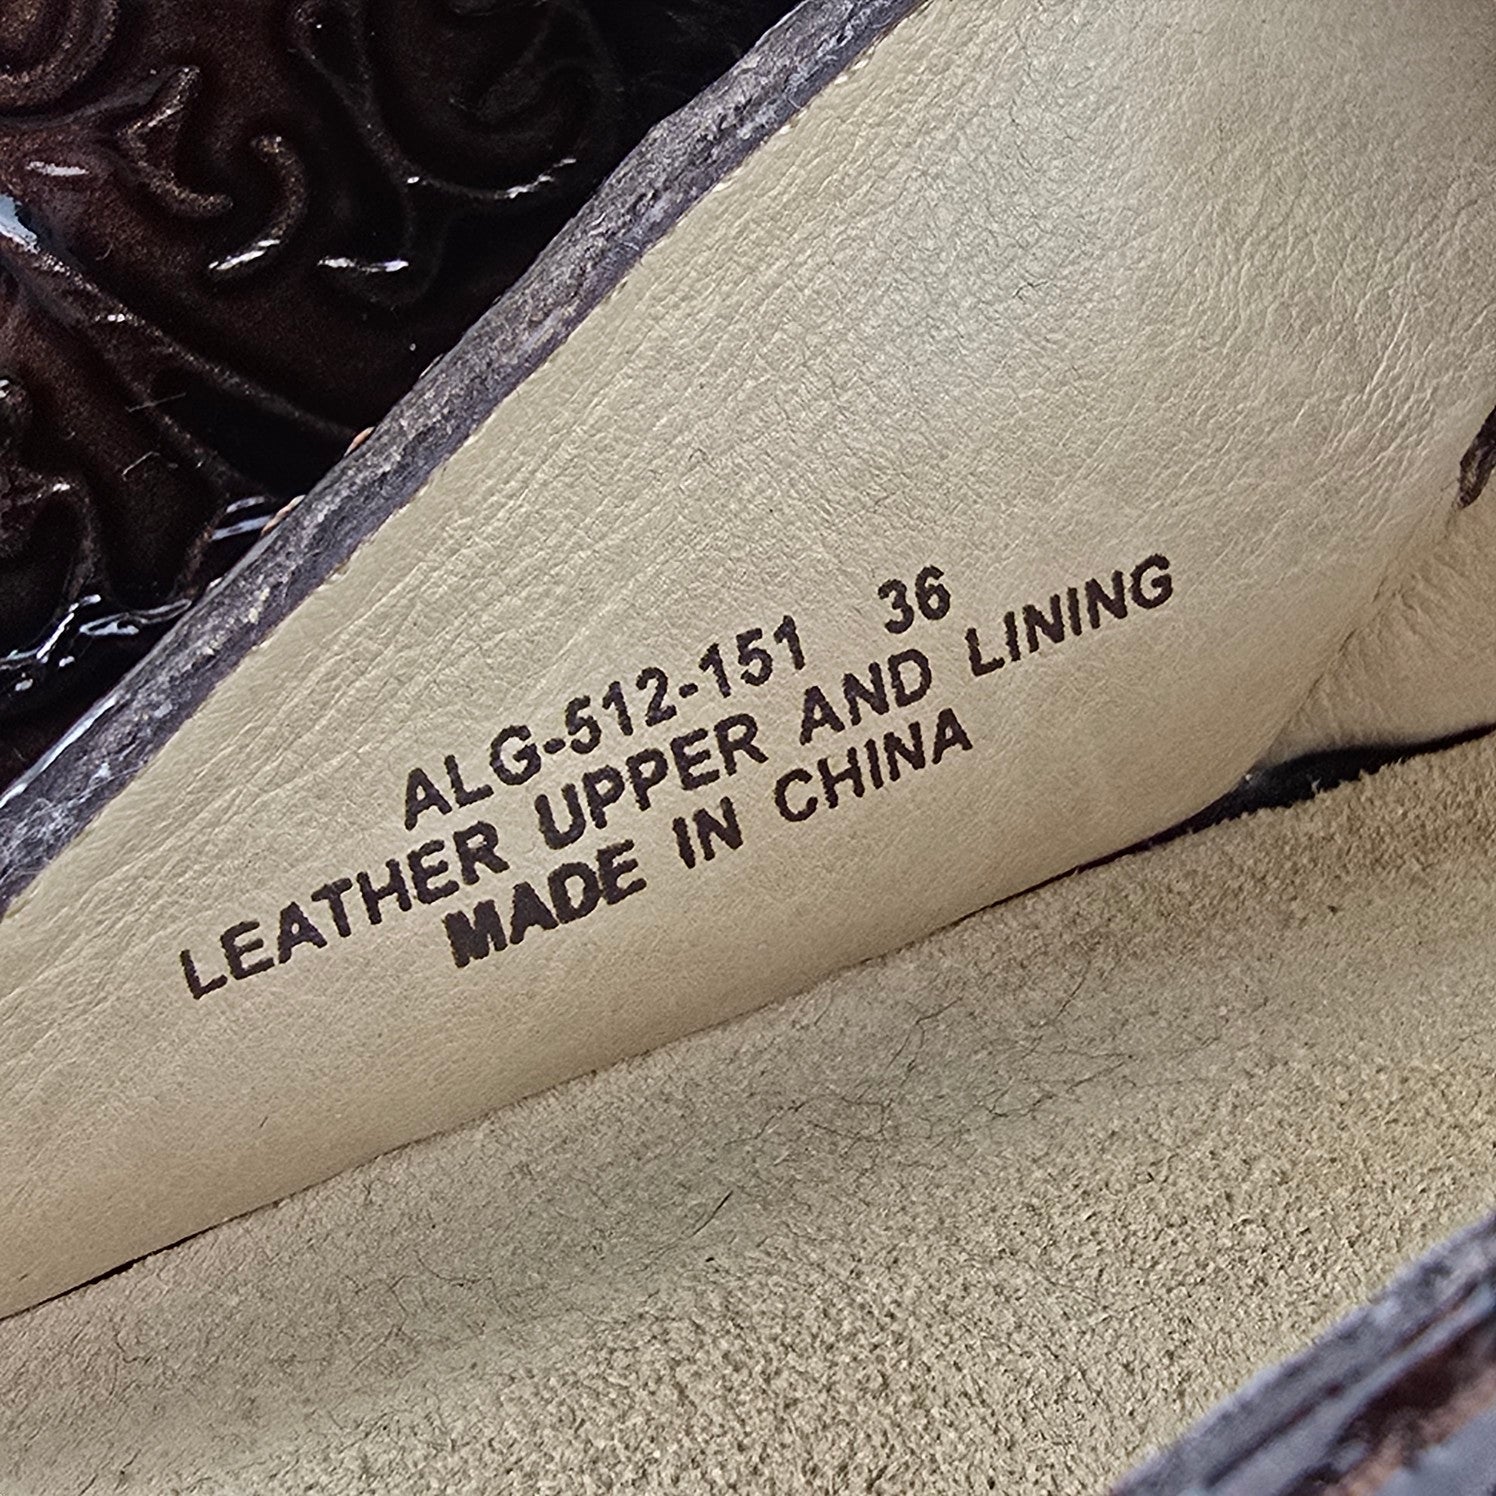 ALG-512-151 36
LEATHER UPPER AND LINING
MADE IN CHINA